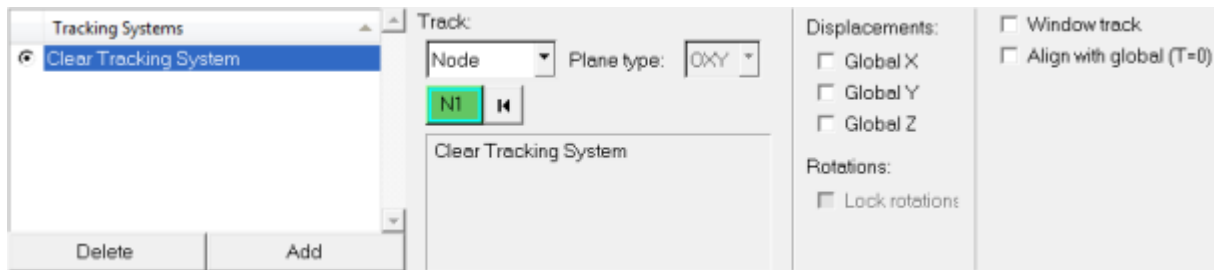 Tracking Systems
Clear Tracking System
Delete
Add
Track:
Node
Plane type:
OXY
N1
Clear Tracking System
Displacements:
Global X
Global Y
Global Z
Rotations:
Lock rotations
Window track
Align with global (T=0)